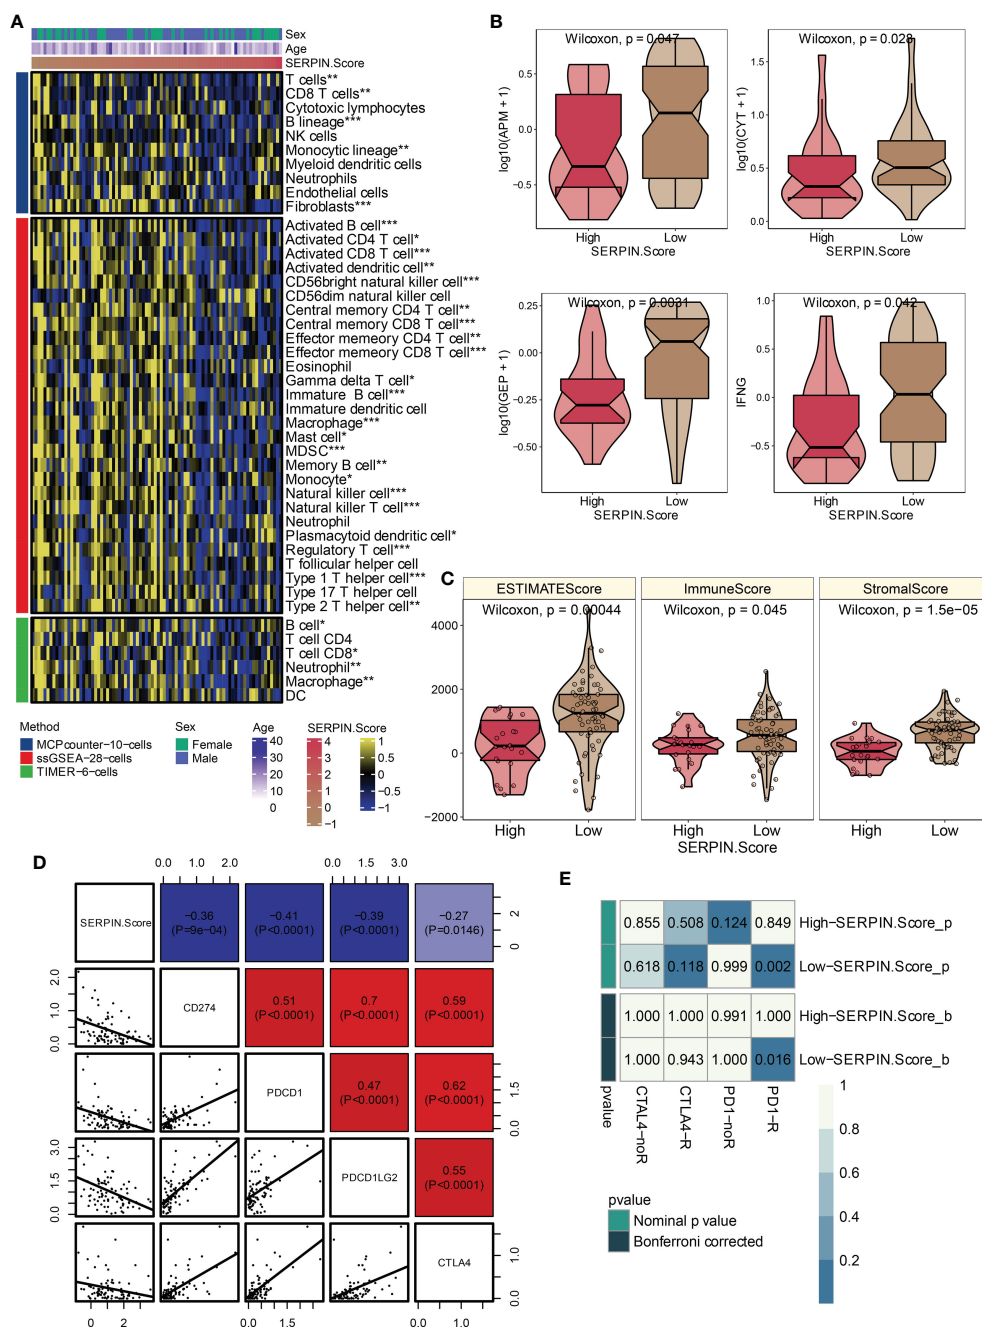 A
Sex
Age
SERPIN.Score
T cells**
CD8 T cells**
Cytotoxic lymphocytes
B lineage***
NK cells
Monocytic lineage**
Myeloid dendritic cells
Neutrophils
Endothelial cells
Fibroblasts***
Activated B cell***
Activated CD4 T cell*
Activated CD8 T cell***
Activated dendritic cell**
CD56bright natural killer cell***
CD56dim natural killer cell
Central memory CD4 T cell**
Central memory CD8 T cell***
Effector memeory CD4 T cell**
Effector memeory CD8 T cell***
Eosinophil
Gamma delta T cell*
Immature B cell***
Immature dendritic cell
Macrophage***
Mast cell*
MDSC***
Memory B cell**
Monocyte*
Natural killer cell***
Natural killer T cell***
Neutrophil
Plasmacytoid dendritic cell*
Regulatory T cell***
T follicular helper cell
Type 1 T helper cell***
Type 17 T helper cell
Type 2 T helper cell**
B cell*
T cell CD4
T cell CD8*
Neutrophil**
Macrophage**
DC
Method
MCPcounter-10-cells
ssGSEA-28-cells
TIMER-6-cells
Sex
Female
Male
Age
40
30
20
10
0
SERPIN.Score
4
3
2
1
0
−1
1
0.5
0
−0.5
−1
B
Wilcoxon, p = 0.047
log10(APM + 1)
0.5
0.0
−0.5
High Low
SERPIN.Score
Wilcoxon, p = 0.028
log10(CYT + 1)
1.5
1.0
0.5
0.0
High Low
SERPIN.Score
Wilcoxon, p = 0.0031
log10(GEP + 1)
0.25
0.00
−0.25
−0.50
High Low
SERPIN.Score
Wilcoxon, p = 0.042
IFNG
1.0
0.5
0.0
−0.5
High Low
SERPIN.Score
C
ESTIMATEScore ImmuneScore StromalScore
Wilcoxon, p = 0.00044 Wilcoxon, p = 0.045 Wilcoxon, p = 1.5e−05
4000
2000
0
−2000
High Low High Low High Low
SERPIN.Score
D
0.0 1.0 2.0 0.0 1.5 3.0
SERPIN.Score
−0.36
(P=9e−04)
−0.41
(P<0.0001)
−0.39
(P<0.0001)
−0.27
(P=0.0146)
2
0
2.0
1.0
0.0
CD274
0.51
(P<0.0001)
0.7
(P<0.0001)
0.59
(P<0.0001)
PDCD1
0.47
(P<0.0001)
0.62
(P<0.0001)
1.5
0.0
3.0
1.5
0.0
PDCD1LG2
0.55
(P<0.0001)
CTLA4
1.0
0.0
0 2 0.0 1.5 0.0 1.0
E
0.855 0.508 0.124 0.849 High−SERPIN.Score_p
0.618 0.118 0.999 0.002 Low−SERPIN.Score_p
1.000 1.000 0.991 1.000 High−SERPIN.Score_b
1.000 0.943 1.000 0.016 Low−SERPIN.Score_b
pvalue
CTAL4−noR
CTLA4−R
PD1−noR
PD1−R
1
0.8
0.6
0.4
0.2
pvalue
Nominal p value
Bonferroni corrected